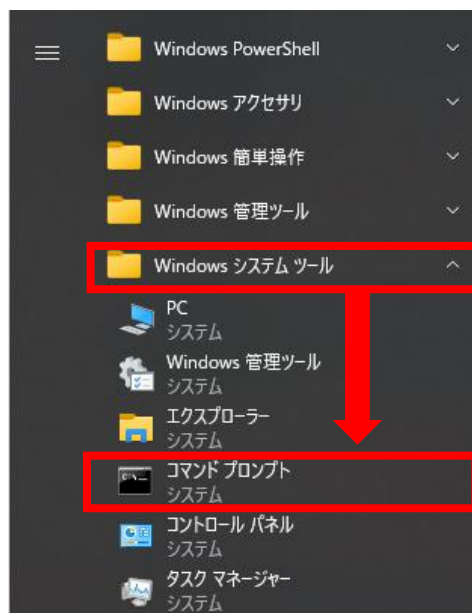 Windows PowerShell
Windows アクセサリ
Windows 簡単操作
Windows 管理ツール
Windows システム ツール
PC
システム
Windows 管理ツール
システム
エクスプローラー
システム
コマンド プロンプト
システム
コントロール パネル
システム
タスク マネージャー
システム